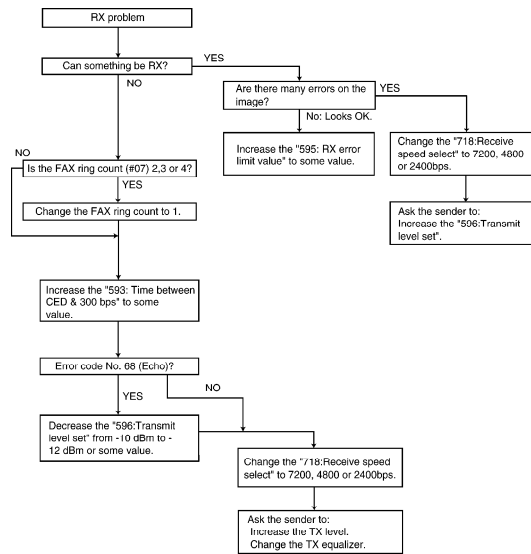 RX problem
Can something be RX?
YES
NO
Are there many errors on the
image?
YES
No: Looks OK.
Increase the "595: RX error
limit value" to some value.
Change the "718:Receive
speed select" to 7200, 4800
or 2400bps.
Ask the sender to:
Increase the "596:Transmit
level set".
NO
Is the FAX ring count (#07) 2,3 or 4?
YES
Change the FAX ring count to 1.
Increase the "593: Time between
CED & 300 bps" to some
value.
Error code No. 68 (Echo)?
YES
NO
Decrease the "596:Transmit
level set" from -10 dBm to -
12 dBm or some value.
Change the "718:Receive speed
select" to 7200, 4800 or 2400bps.
Ask the sender to:
Increase the TX level.
Change the TX equalizer.